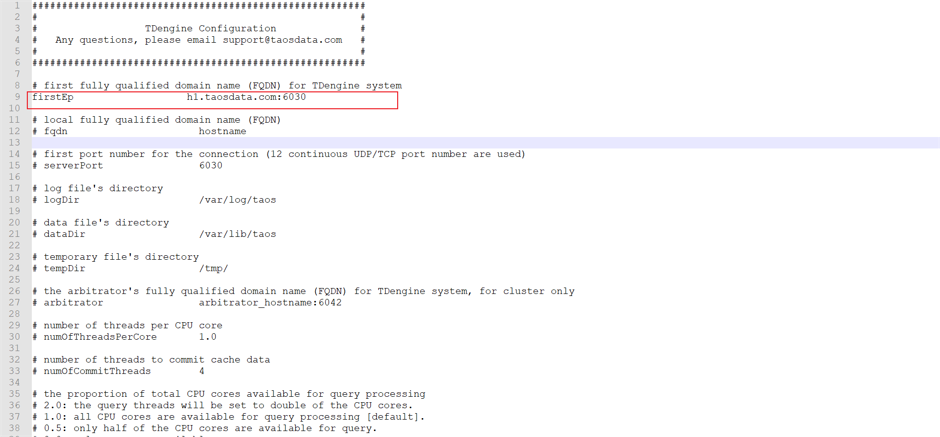 1 #########################################################
2 # #
3 # TDengine Configuration #
4 # Any questions, please email support@taosdata.com #
5 # #
6 #########################################################
7
8 # first fully qualified domain name (FQDN) for TDengine system
9 firstEp h1.taosdata.com:6030
10
11 # local fully qualified domain name (FQDN)
12 # fqdn hostname
13
14 # first port number for the connection (12 continuous UDP/TCP port number are used)
15 # serverPort 6030
16
17 # log file's directory
18 # logDir /var/log/taos
19
20 # data file's directory
21 # dataDir /var/lib/taos
22
23 # temporary file's directory
24 # tempDir /tmp/
25
26 # the arbitrator's fully qualified domain name (FQDN) for TDengine system, for cluster only
27 # arbitrator arbitrator_hostname:6042
28
29 # number of threads per CPU core
30 # numOfThreadsPerCore 1.0
31
32 # number of threads to commit cache data
33 # numOfCommitThreads 4
34
35 # the proportion of total CPU cores available for query processing
36 # 2.0: the query threads will be set to double of the CPU cores.
37 # 1.0: all CPU cores are available for query processing [default].
38 # 0.5: only half of the CPU cores are available for query.